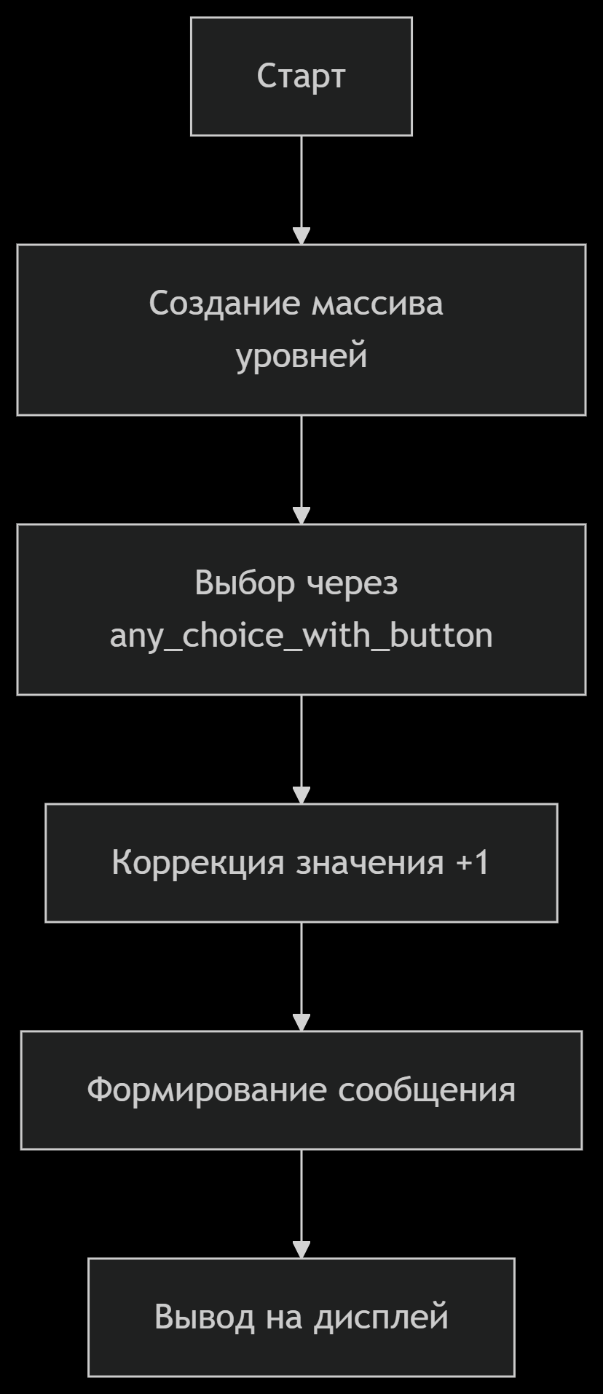 Старт
Создание массива
уровней
Выбор через
any_choice_with_button
Коррекция значения +1
Формирование сообщения
Вывод на дисплей